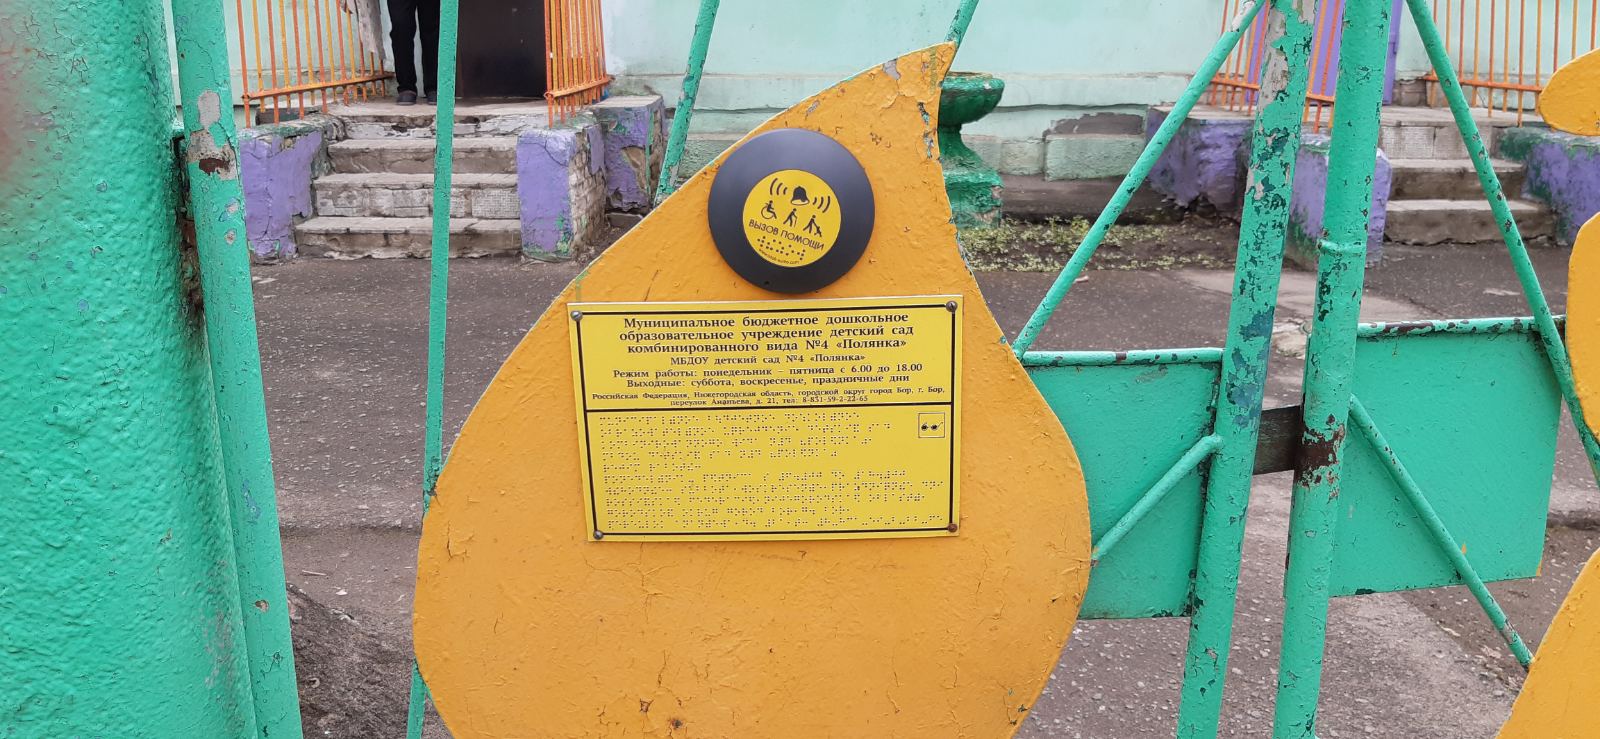 ВЫЗОВ ПОМОЩИ
Муниципальное бюджетное дошкольное
образовательное учреждение детский сад
комбинированного вида №4 «Полянка»
МБДОУ детский сад №4 «Полянка»
Режим работы: понедельник – пятница с 6.00 до 18.00
Выходные: суббота, воскресенье, праздничные дни
Российская Федерация, Нижегородская область, городской округ город Бор, г. Бор,
переулок Ананьева, д. 21, тел: 8-831-59-2-22-65